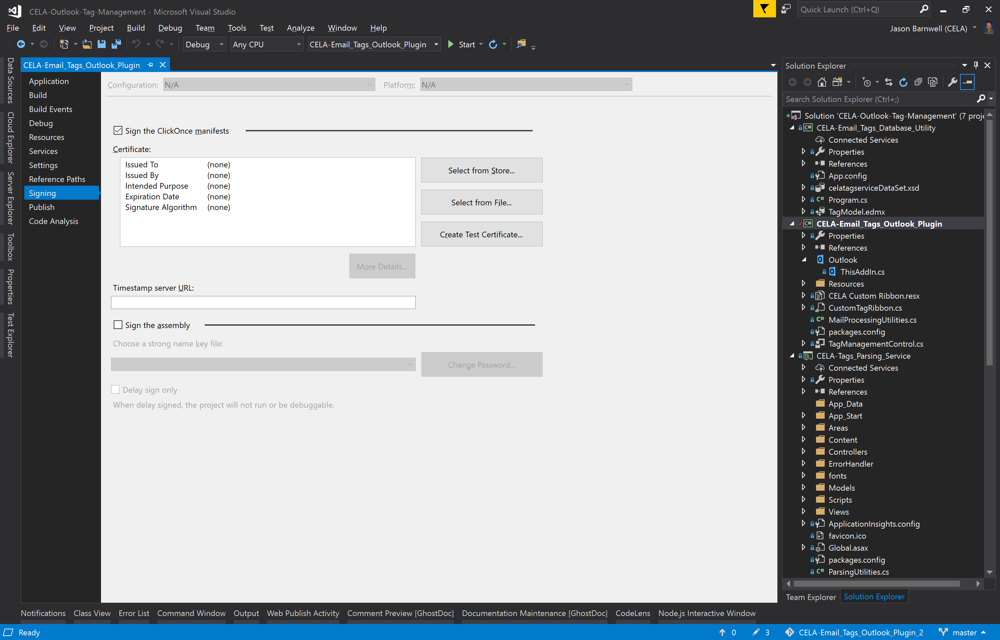 CELA-Outlook-Tag-Management - Microsoft Visual Studio
Quick Launch (Ctrl+Q)
File Edit View Project Build Debug Team Tools Test Analyze Window Help
Jason Barnwell (CELA)
Debug Any CPU CELA-Email_Tags_Outlook_Plugin Start
Data Sources
Cloud Explorer
Server Explorer
Toolbox
Properties
Test Explorer
CELA-Email_Tags_Outlook_Plugin
Application
Build
Build Events
Debug
Resources
Services
Settings
Reference Paths
Signing
Publish
Code Analysis
Configuration: N/A Platform: N/A
Sign the ClickOnce manifests
Certificate:
Issued To (none)
Issued By (none)
Intended Purpose (none)
Expiration Date (none)
Signature Algorithm (none)
Select from Store...
Select from File...
Create Test Certificate...
More Details...
Timestamp server URL:
Sign the assembly
Choose a strong name key file:
Change Password...
Delay sign only
When delay signed, the project will not run or be debuggable.
Solution Explorer
Search Solution Explorer (Ctrl+;)
Solution 'CELA-Outlook-Tag-Management' (7 proje
C# CELA-Email_Tags_Database_Utility
Connected Services
Properties
References
App.config
celatagserviceDataSet.xsd
C# Program.cs
TagModel.edmx
C# CELA-Email_Tags_Outlook_Plugin
Properties
References
Outlook
ThisAddIn.cs
Resources
CELA Custom Ribbon.resx
CustomTagRibbon.cs
C# MailProcessingUtilities.cs
packages.config
TagManagementControl.cs
CELA-Tags_Parsing_Service
Connected Services
Properties
References
App_Data
App_Start
Areas
Content
Controllers
ErrorHandler
fonts
Models
Scripts
Views
ApplicationInsights.config
favicon.ico
Global.asax
packages.config
C# ParsingUtilities.cs
Team Explorer Solution Explorer
Notifications Class View Error List Command Window Output Web Publish Activity Comment Preview [GhostDoc] Documentation Maintenance [GhostDoc] CodeLens Node.js Interactive Window
Ready 0 3 CELA-Email_Tags_Outlook_Plugin_2 master